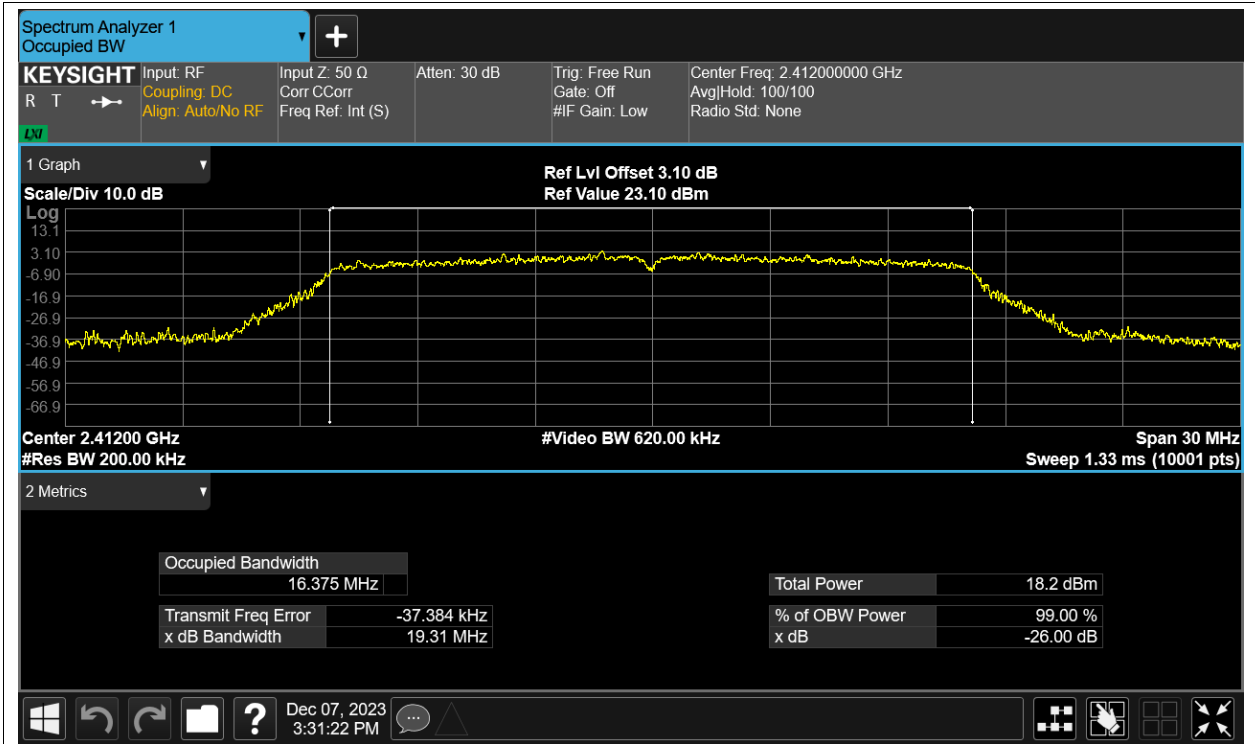 Spectrum Analyzer 1
Occupied BW
KEYSIGHT
R T
LXI
Input: RF
Coupling: DC
Align: Auto/No RF
Input Z: 50 Ω
Corr CCorr
Freq Ref: Int (S)
Atten: 30 dB
Trig: Free Run
Gate: Off
#IF Gain: Low
Center Freq: 2.412000000 GHz
Avg|Hold: 100/100
Radio Std: None
1 Graph
Scale/Div 10.0 dB
Ref Lvl Offset 3.10 dB
Ref Value 23.10 dBm
Log
13.1
3.10
-6.90
-16.9
-26.9
-36.9
-46.9
-56.9
-66.9
Center 2.41200 GHz
#Res BW 200.00 kHz
#Video BW 620.00 kHz
Span 30 MHz
Sweep 1.33 ms (10001 pts)
2 Metrics
Occupied Bandwidth
16.375 MHz
Transmit Freq Error -37.384 kHz
x dB Bandwidth 19.31 MHz
Total Power 18.2 dBm
% of OBW Power 99.00 %
x dB -26.00 dB
?
Dec 07, 2023
3:31:22 PM